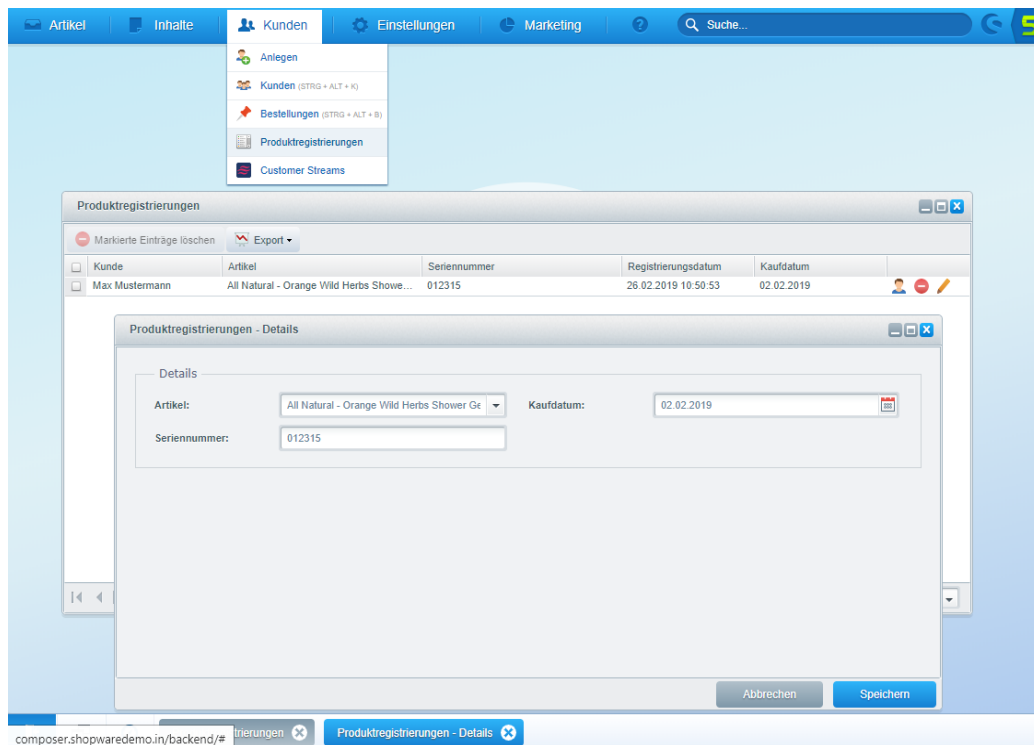 Artikel Inhalte Kunden Einstellungen Marketing Suche...
Anlegen
Kunden (STRG + ALT + K)
Bestellungen (STRG + ALT + B)
Produktregistrierungen
Customer Streams
Produktregistrierungen
Markierte Einträge löschen Export
Kunde Artikel Seriennummer Registrierungsdatum Kaufdatum
Max Mustermann All Natural - Orange Wild Herbs Showe... 012315 26.02.2019 10:50:53 02.02.2019
Produktregistrierungen - Details
Details
Artikel: All Natural - Orange Wild Herbs Shower Ge Kaufdatum: 02.02.2019
Seriennummer: 012315
Abbrechen Speichern
trierungen Produktregistrierungen - Details
composer.shopwaredemo.in/backend/#